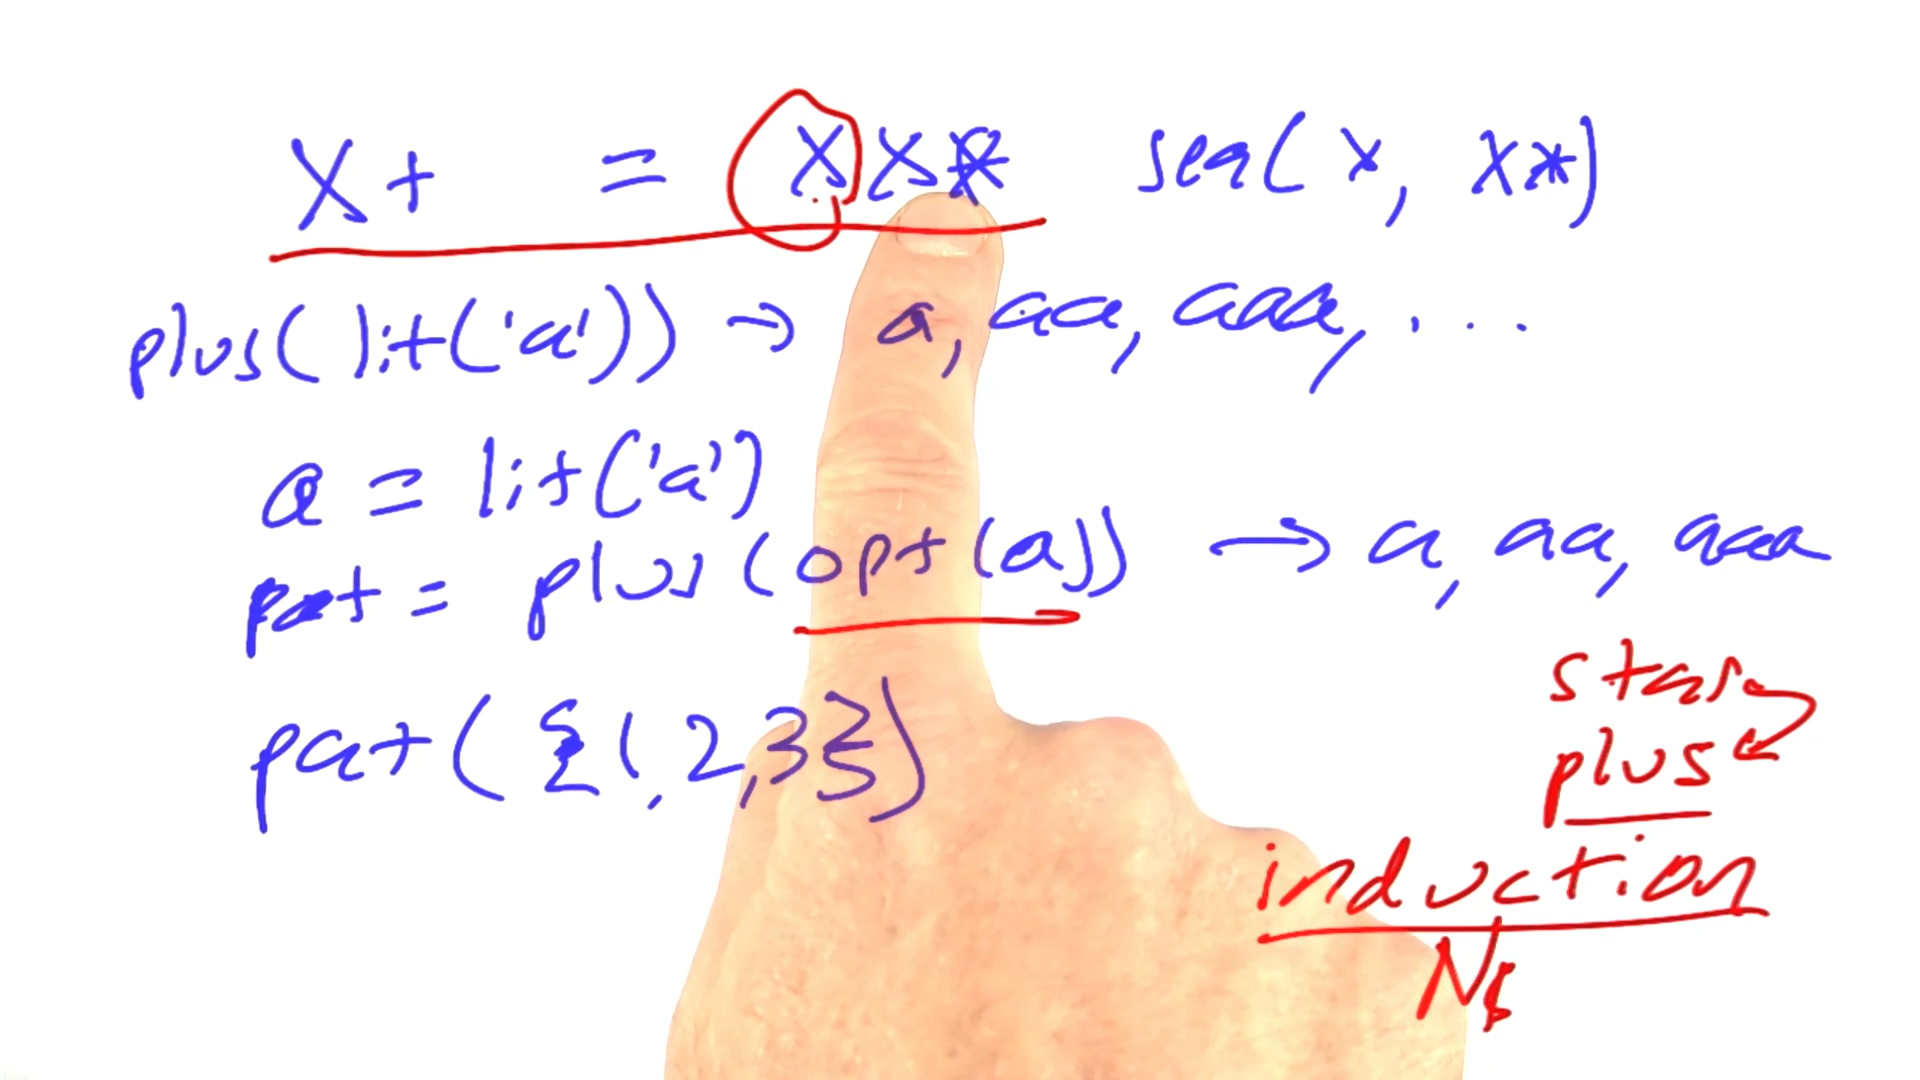 x+ = x x* seq(x, x*)
plus(lit('a')) → a, aa, aaa, ...
a = lit('a')
pat = plus(opt(a)) → a, aa, aaa
pat({1,2,3})
star
plus
induction